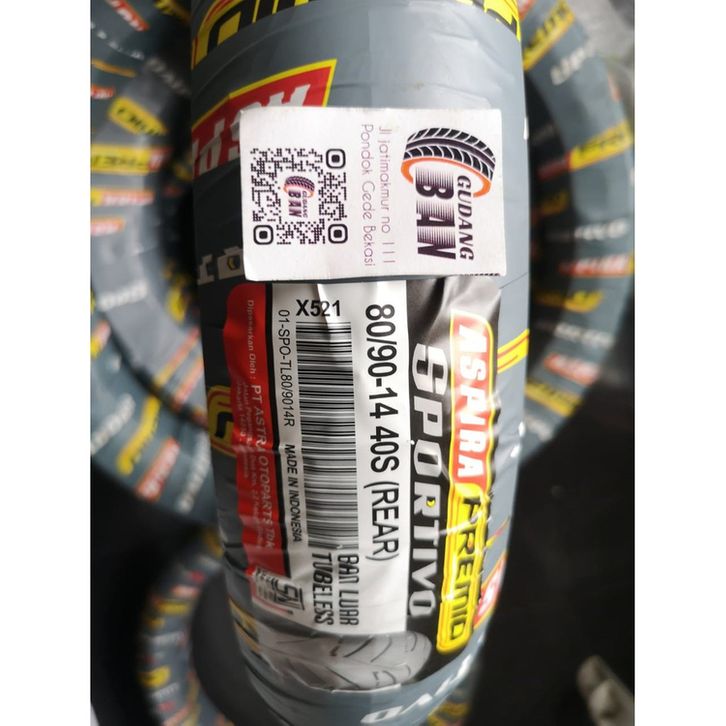 GUDANG
BAN
Jl jatimakmur no 111
Pondok Gede Bekasi
ASPIRA
PREMIO
SPORTIVO
80/90-14 40S (REAR)
X521
01-SPO-TL80/9014R
MADE IN INDONESIA
BAN LUAR
TUBELESS
SNI
Dipasarkan Oleh :
PT ASTRA OTOPARTS Tbk